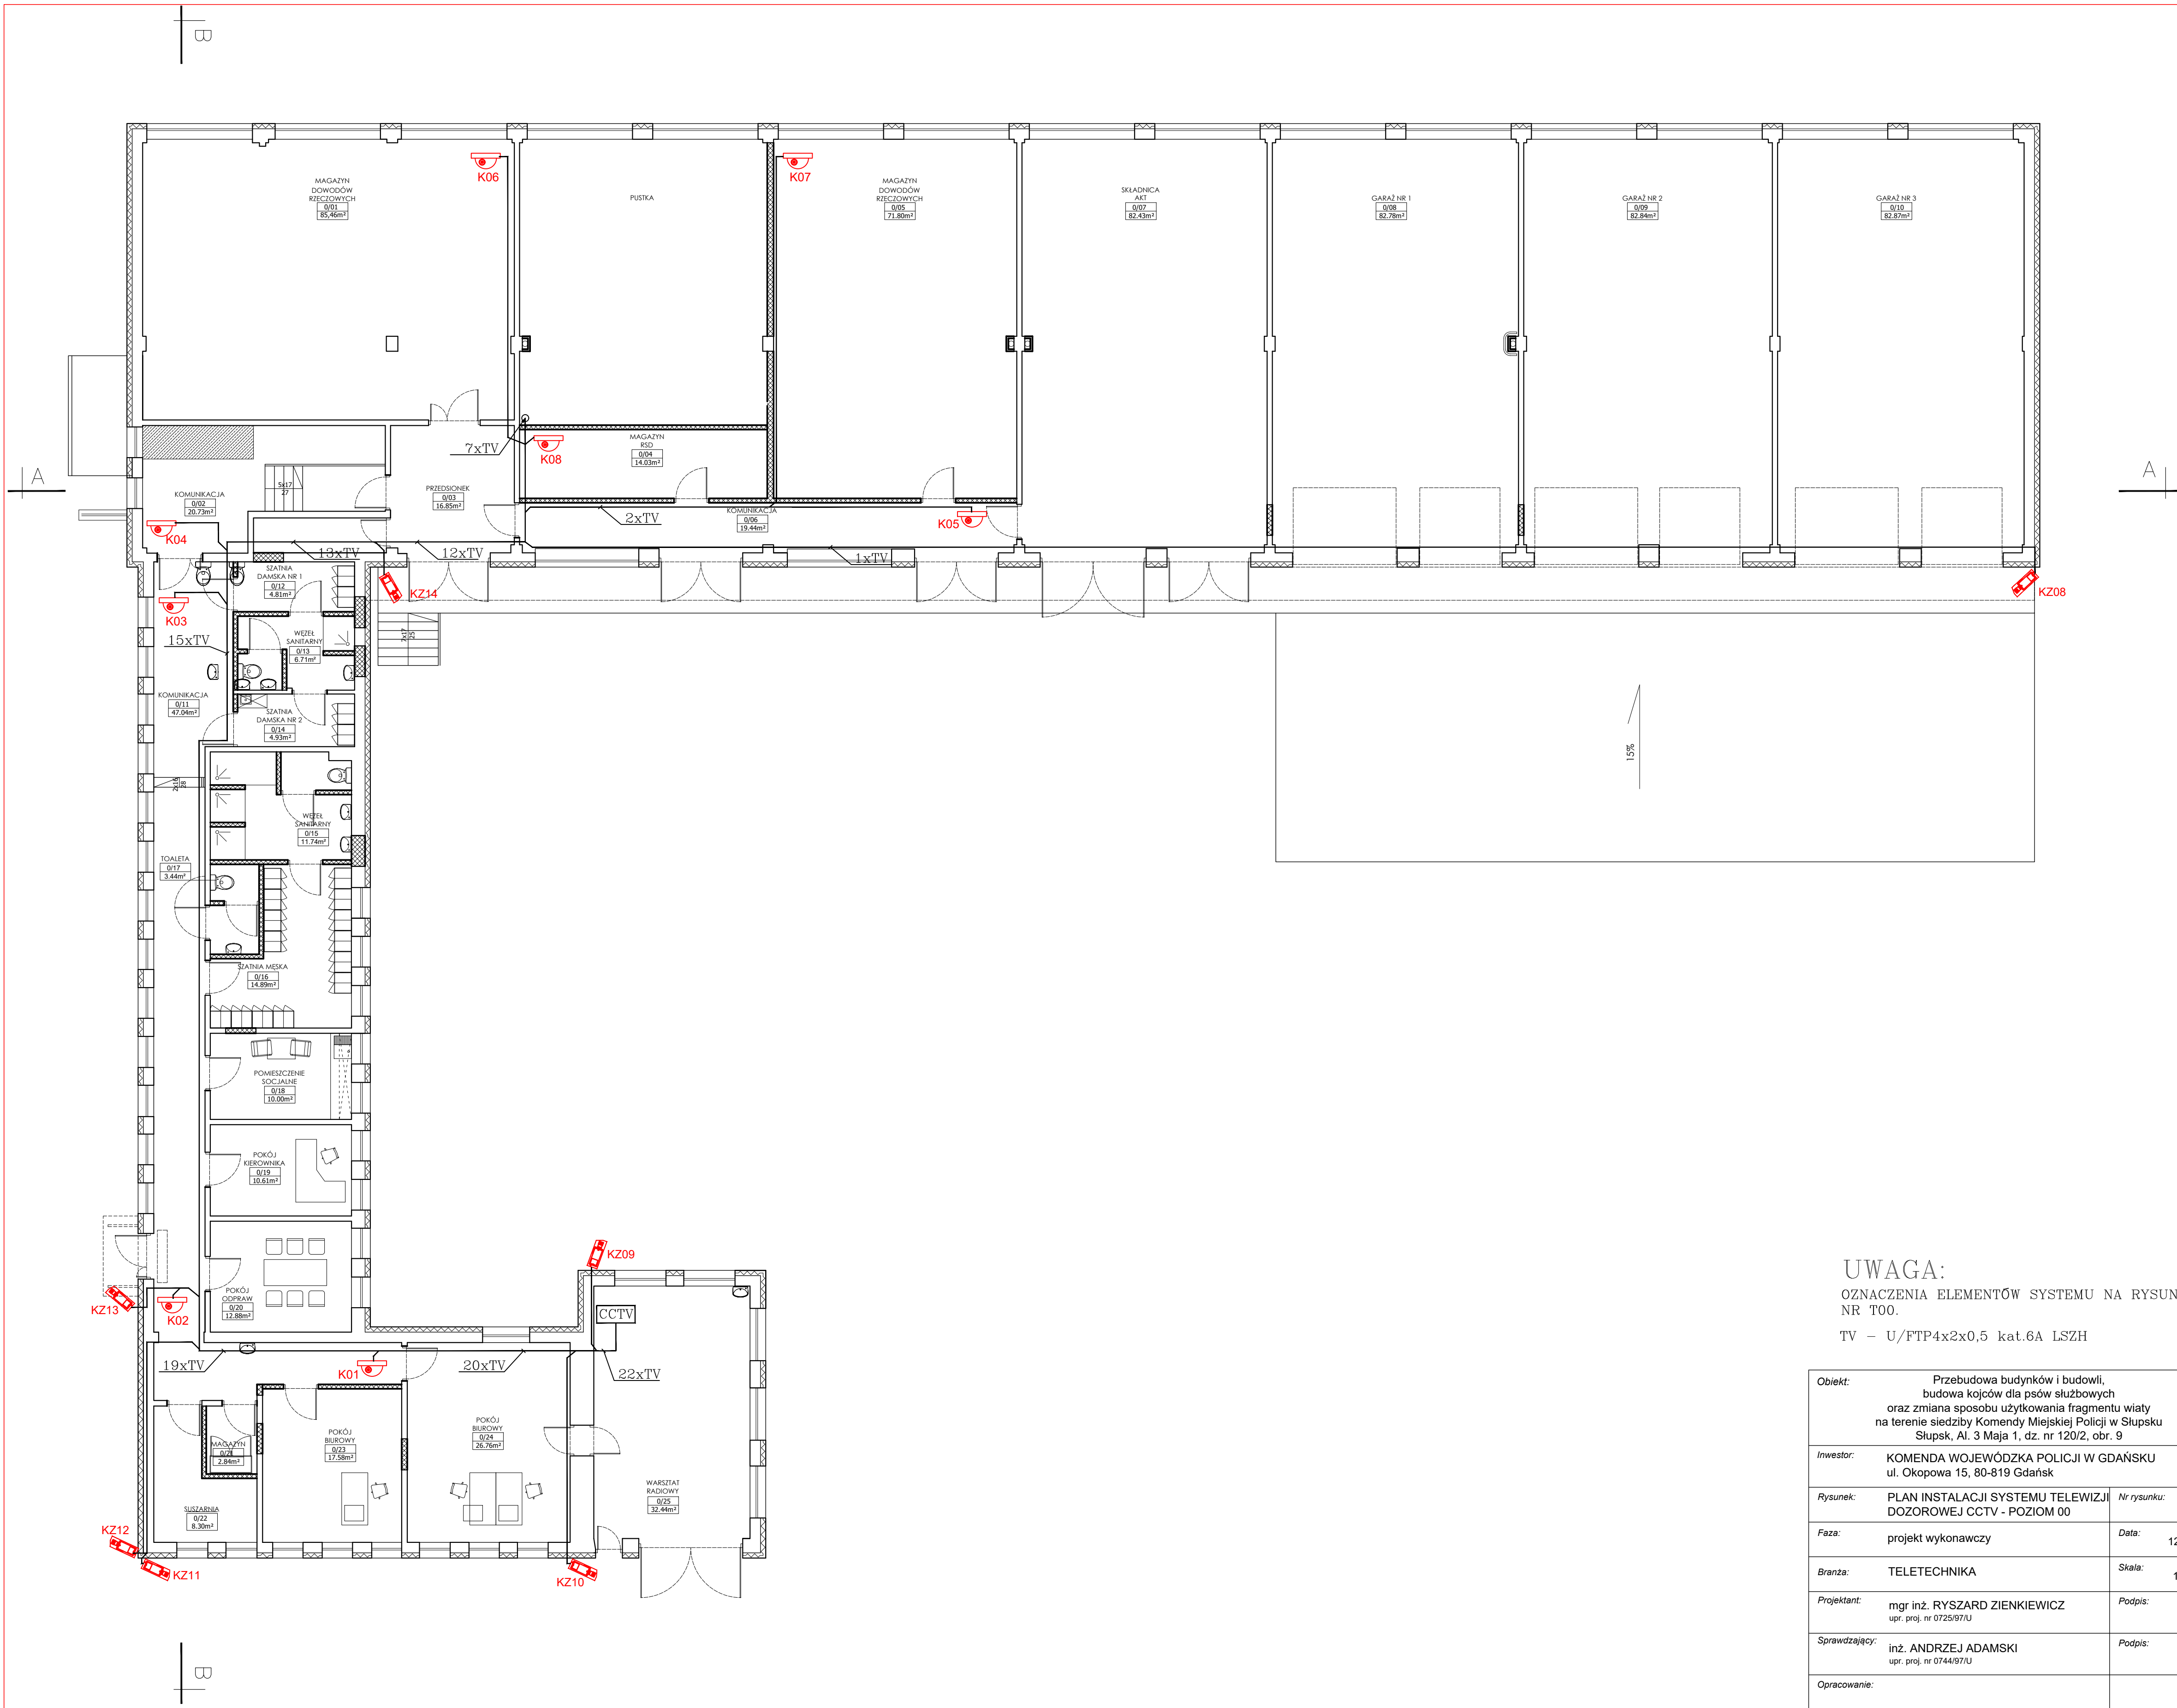 B
MAGAZYN
DOWODÓW
RZECZOWYCH
0/01
85,46m²
K06
PUSTKA
K07
MAGAZYN
DOWODÓW
RZECZOWYCH
0/05
71.80m²
SKŁADNICA
AKT
0/07
82.43m²
GARAŻ NR 1
0/08
82.78m²
GARAŻ NR 2
0/09
82.84m²
GARAŻ NR 3
0/10
82.87m²
A
A
7xTV
K08
MAGAZYN
RSD
0/04
14.03m²
5x17
27
KOMUNIKACJA
0/02
20.73m²
PRZEDSIONEK
0/03
16.85m²
K04
2xTV
KOMUNIKACJA
0/06
19.44m²
K05
13xTV
12xTV
1xTV
SZATNIA
DAMSKA NR 1
0/12
4.81m²
KZ14
KZ08
K03
15xTV
7x17
25
WĘZEŁ
SANITARNY
0/13
6.71m²
KOMUNIKACJA
0/11
47.04m²
SZATNIA
DAMSKA NR 2
0/14
4.93m²
15%
2x16
28
WĘZEŁ
SANITARNY
0/15
11.74m²
TOALETA
0/17
3.44m²
SZATNIA MĘSKA
0/16
14.89m²
POMIESZCZENIE
SOCJALNE
0/18
10.00m²
POKÓJ
KIEROWNIKA
0/19
10.61m²
KZ09
POKÓJ
ODPRAW
0/20
12.88m²
KZ13
K02
CCTV
19xTV
K01
20xTV
22xTV
MAGAZYN
0/21
2.84m²
POKÓJ
BIUROWY
0/23
17.58m²
POKÓJ
BIUROWY
0/24
26.76m²
WARSZTAT
RADIOWY
0/25
32.44m²
SUSZARNIA
0/22
8.30m²
KZ12
KZ11
KZ10
B
UWAGA:
OZNACZENIA ELEMENTÓW SYSTEMU NA RYSUN
NR T00.
TV – U/FTP4x2x0,5 kat.6A LSZH
Obiekt: Przebudowa budynków i budowli,
budowa kojców dla psów służbowych
oraz zmiana sposobu użytkowania fragmentu wiaty
na terenie siedziby Komendy Miejskiej Policji w Słupsku
Słupsk, Al. 3 Maja 1, dz. nr 120/2, obr. 9
Inwestor: KOMENDA WOJEWÓDZKA POLICJI W GDAŃSKU
ul. Okopowa 15, 80-819 Gdańsk
Rysunek: PLAN INSTALACJI SYSTEMU TELEWIZJI Nr rysunku:
DOZOROWEJ CCTV - POZIOM 00
Faza: projekt wykonawczy Data: 12
Branża: TELETECHNIKA Skala: 1
Projektant: mgr inż. RYSZARD ZIENKIEWICZ Podpis:
upr. proj. nr 0725/97/U
Sprawdzający: inż. ANDRZEJ ADAMSKI Podpis:
upr. proj. nr 0744/97/U
Opracowanie: